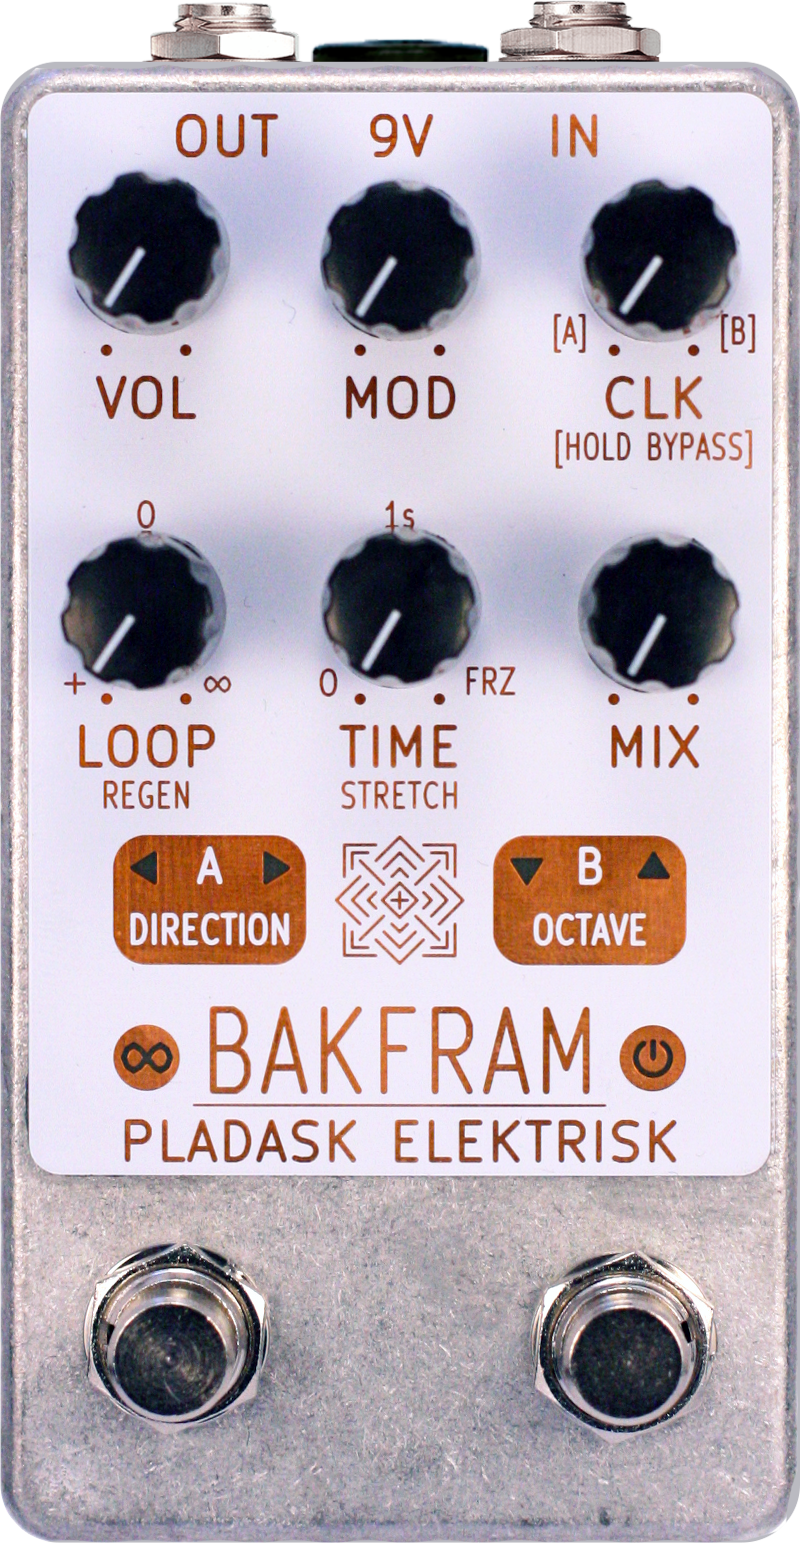 OUT 9V IN
[A] [B]
VOL MOD CLK
[HOLD BYPASS]
0 1s
+ ∞ 0 FRZ
LOOP TIME MIX
REGEN STRETCH
A B
DIRECTION OCTAVE
∞ BAKFRAM
PLADASK ELEKTRISK